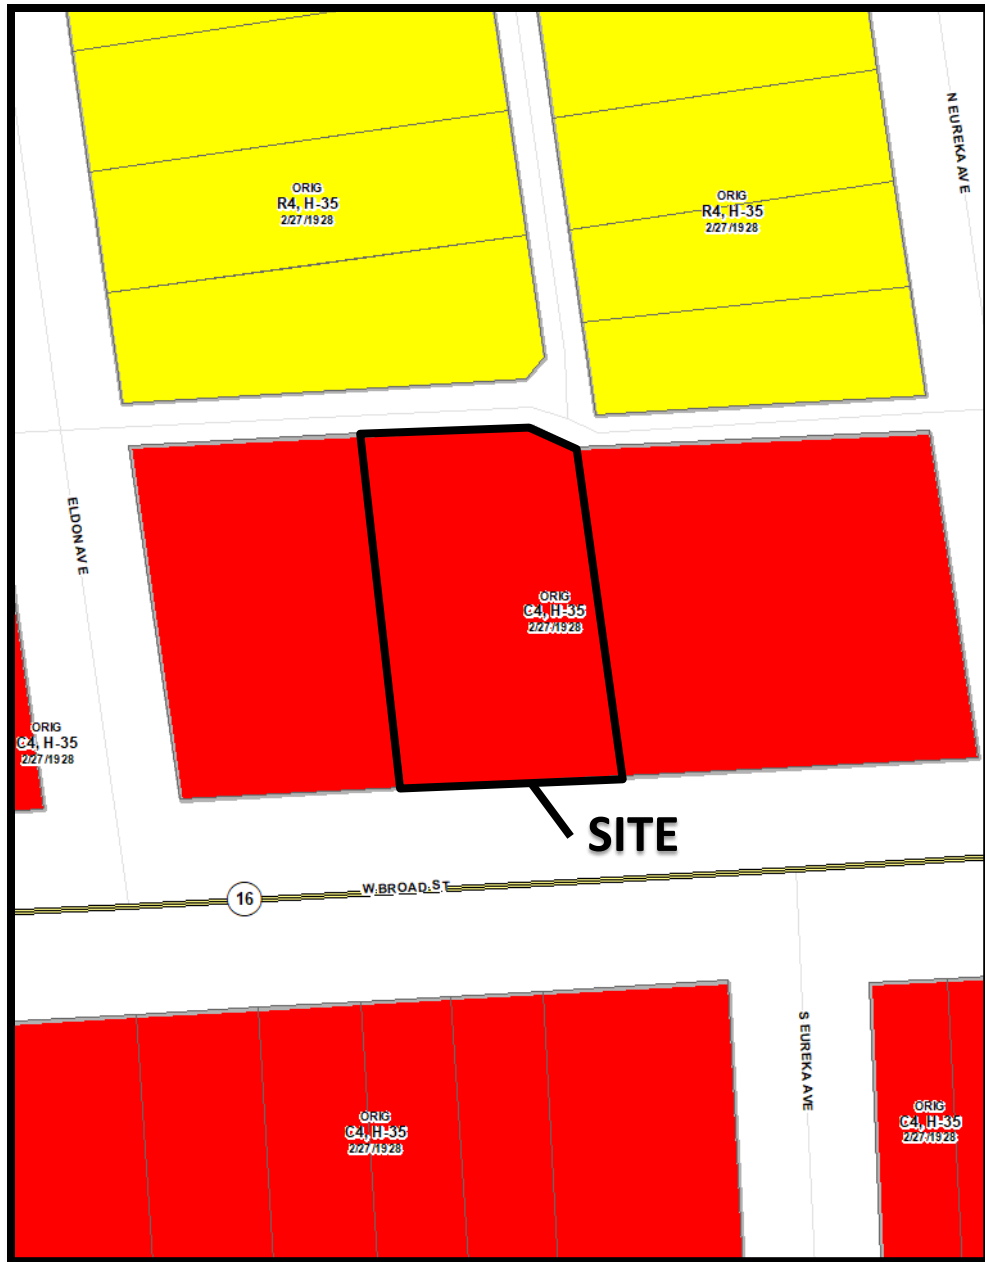 N EUREKA AVE
ORIG
R4, H-35
2/27/1928
ORIG
R4, H-35
2/27/1928
ELDON AVE
ORIG
C4, H-35
2/27/1928
ORIG
C4, H-35
2/27/1928
SITE
16
W BROAD ST
S EUREKA AVE
ORIG
C4, H-35
2/27/1928
ORIG
C4, H-35
2/27/1928